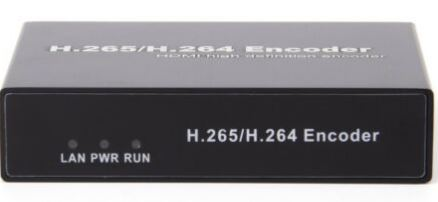 H.265/H.264 Encoder
HDMI high definition encoder
H.265/H.264 Encoder
LAN PWR RUN